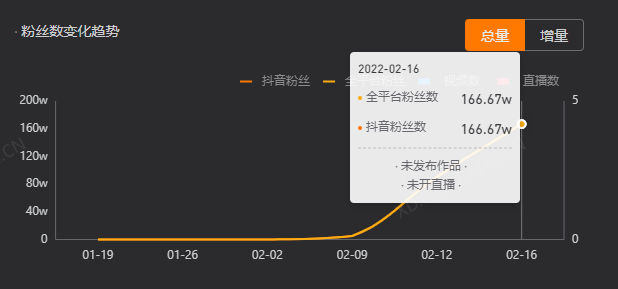 · 粉丝数变化趋势
总量 增量
抖音粉丝
2022-02-16
全平台粉丝数 166.67w
抖音粉丝数 166.67w
· 未发布作品 ·
· 未开直播 ·
直播数
200w
160w
120w
80w
40w
0
5
0
01-19 01-26 02-02 02-09 02-12 02-16